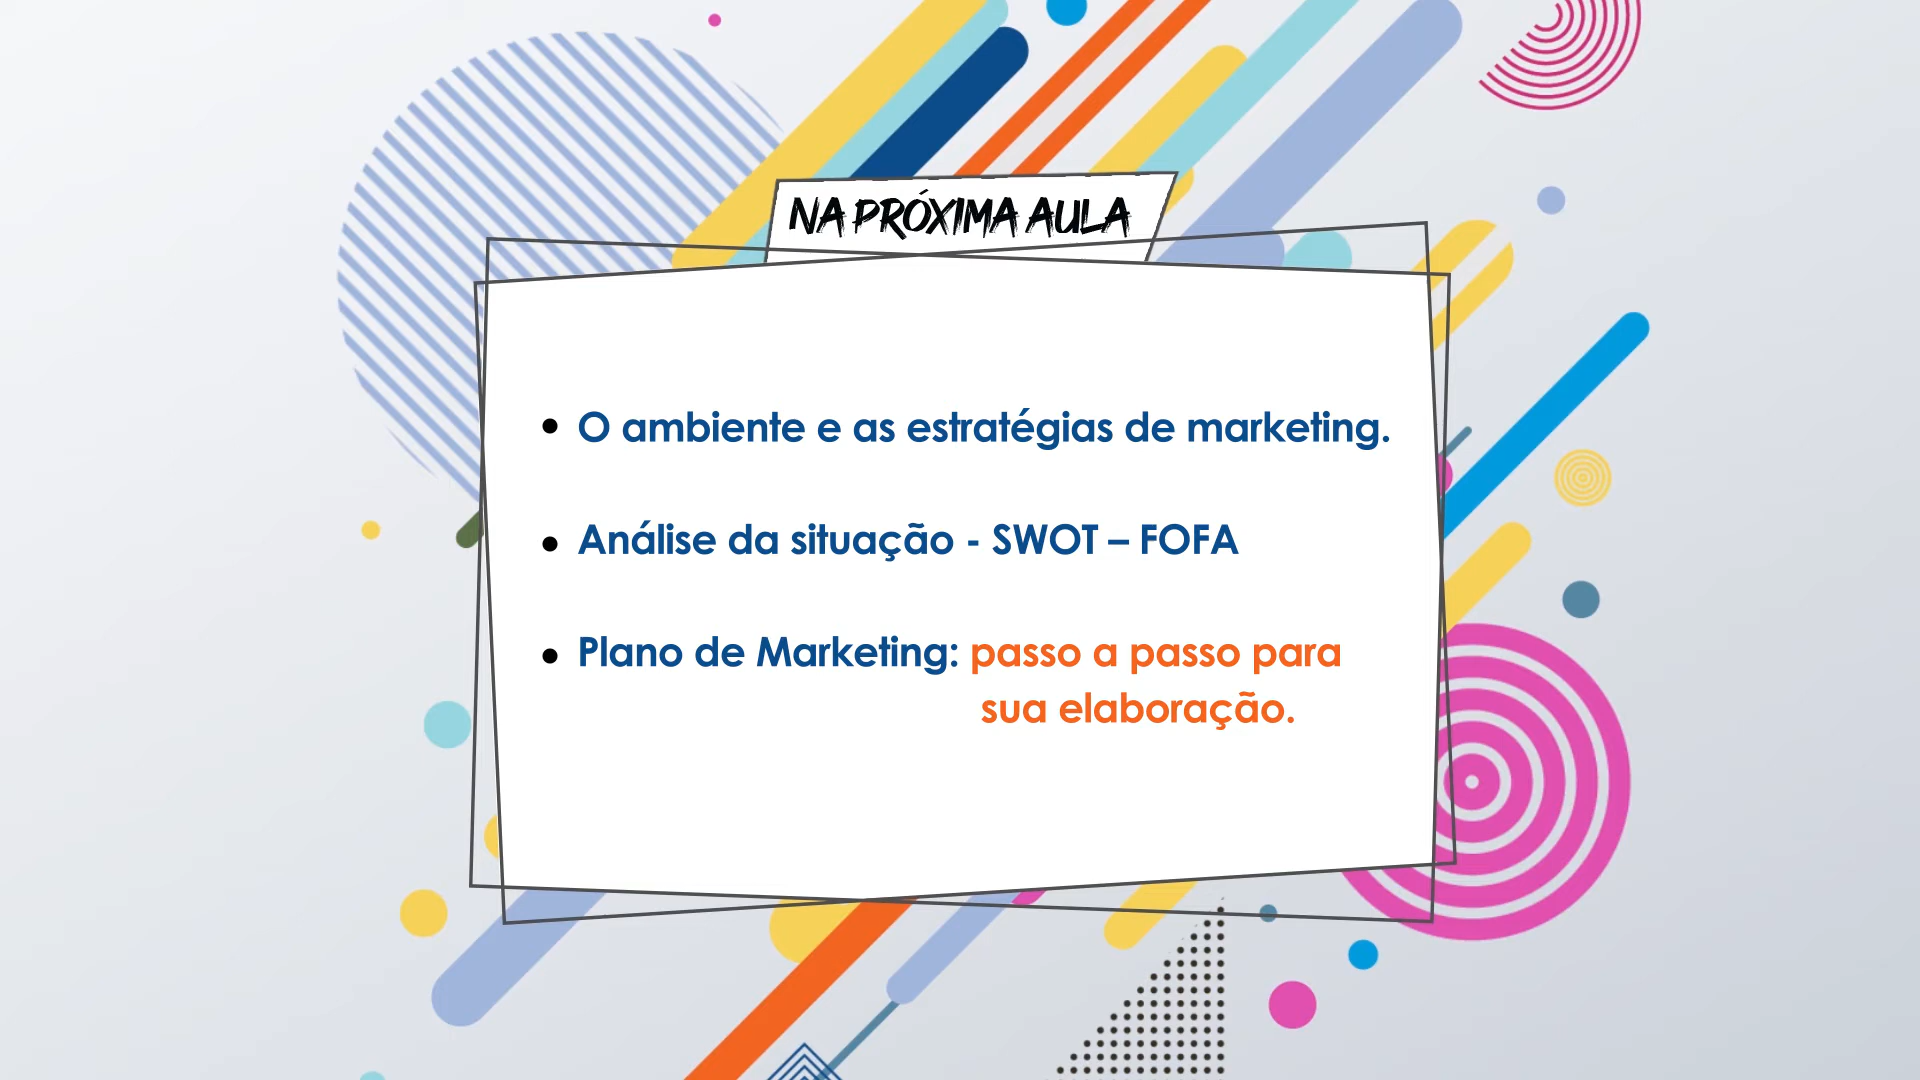 NA PRÓXIMA AULA
• O ambiente e as estratégias de marketing.
• Análise da situação - SWOT – FOFA
• Plano de Marketing: passo a passo para
sua elaboração.